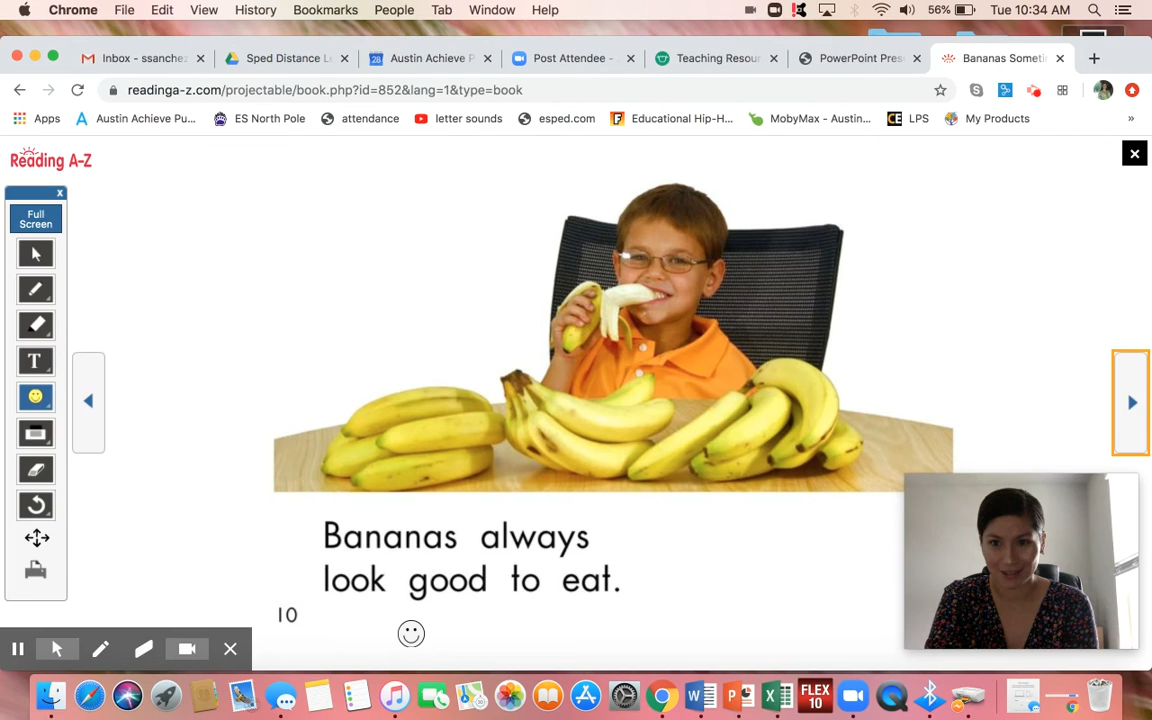 Chrome File Edit View History Bookmarks People Tab Window Help 56% Tue 10:34 AM
Inbox - ssanchez Sped Distance Le 28 Austin Achieve P Post Attendee - Teaching Resour PowerPoint Pres Bananas Someti
readinga-z.com/projectable/book.php?id=852&lang=1&type=book
Apps Austin Achieve Pu... ES North Pole attendance letter sounds esped.com Educational Hip-H... MobyMax - Austin... LPS My Products »
Reading A-Z
x
Full
Screen
T
Bananas always
look good to eat.
10
FLEX
10